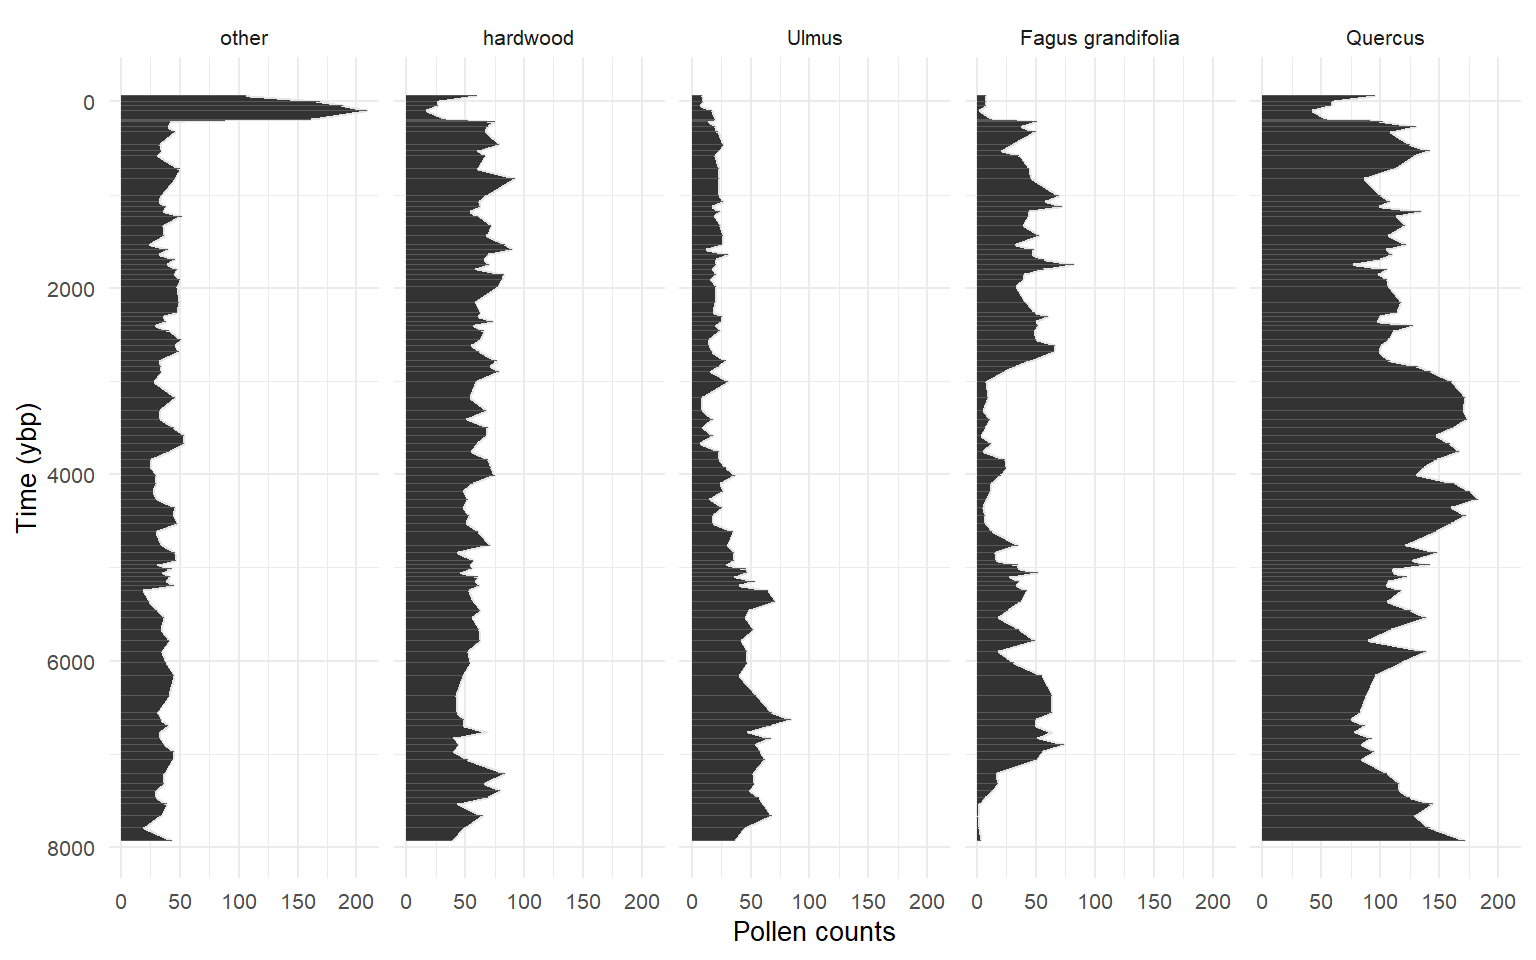 other hardwood Ulmus Fagus grandifolia Quercus
0
2000
4000
6000
8000
Time (ybp)
0 50 100 150 200 0 50 100 150 200 0 50 100 150 200 0 50 100 150 200 0 50 100 150 200
Pollen counts